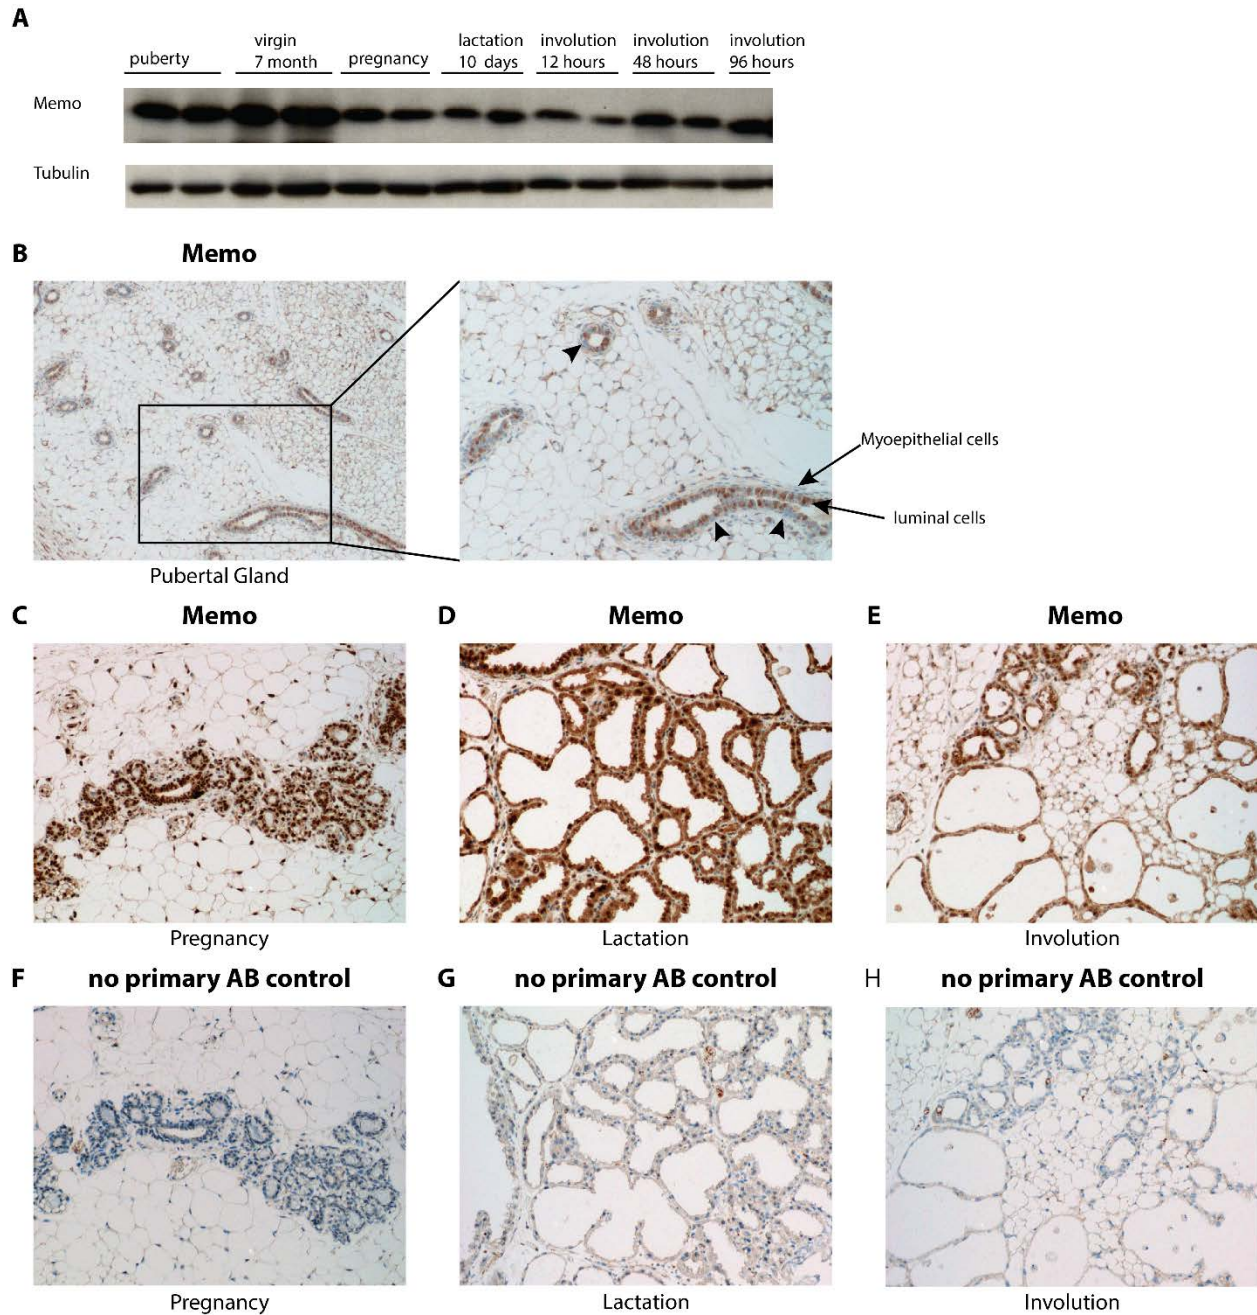 A
puberty
virgin
7 month
pregnancy
lactation
10 days
involution
12 hours
involution
48 hours
involution
96 hours
Memo
Tubulin
B
Memo
Myoepithelial cells
luminal cells
Pubertal Gland
C
Memo
D
Memo
E
Memo
Pregnancy
Lactation
Involution
F
no primary AB control
G
no primary AB control
H
no primary AB control
Pregnancy
Lactation
Involution